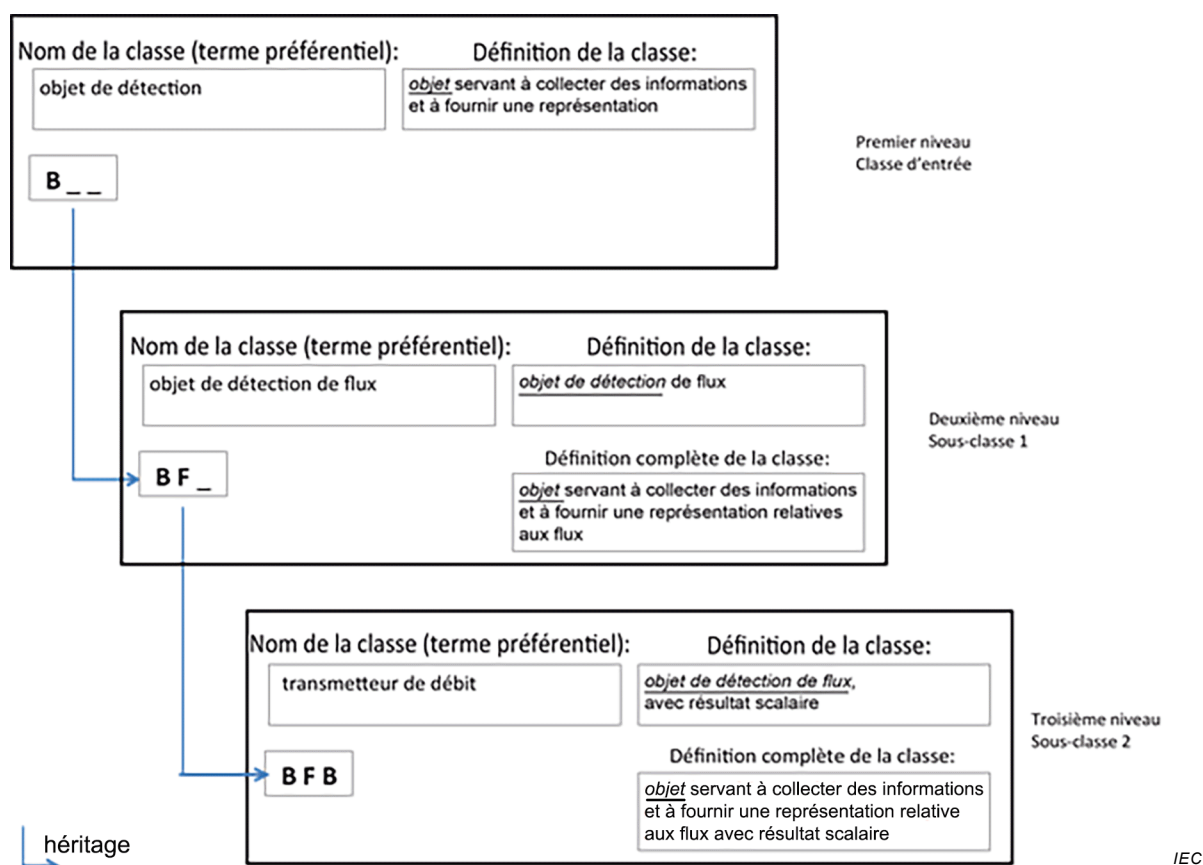 Nom de la classe (terme préférentiel):
Définition de la classe:
objet de détection
objet servant à collecter des informations
et à fournir une représentation
Premier niveau
Classe d'entrée
B _ _
Nom de la classe (terme préférentiel):
Définition de la classe:
objet de détection de flux
objet de détection de flux
Deuxième niveau
Sous-classe 1
B F _
Définition complète de la classe:
objet servant à collecter des informations
et à fournir une représentation relatives
aux flux
Nom de la classe (terme préférentiel):
Définition de la classe:
transmetteur de débit
objet de détection de flux,
avec résultat scalaire
Troisième niveau
Sous-classe 2
B F B
Définition complète de la classe:
objet servant à collecter des informations
et à fournir une représentation relative
aux flux avec résultat scalaire
héritage
IEC